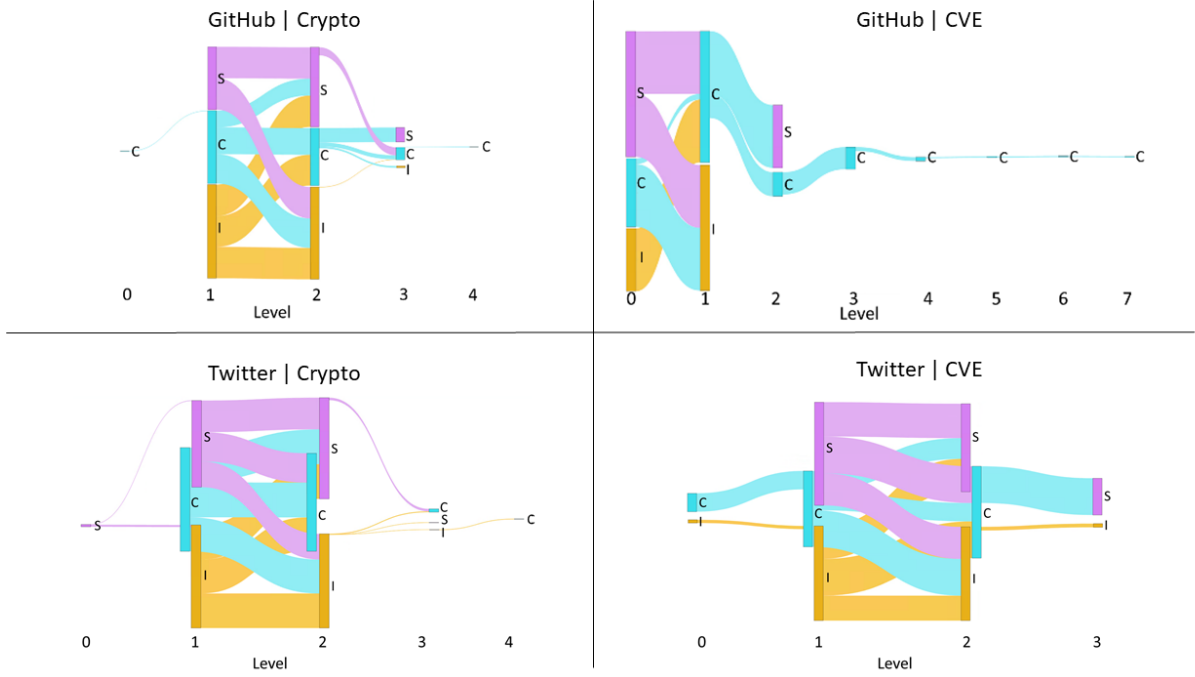 GitHub | Crypto
S
S
C
C
C
S
C
I
C
I
I
0 1 2 3 4
Level
GitHub | CVE
S
C
S
C
C
C
C
C
C
C
I
I
0 1 2 3 4 5 6 7
Level
Twitter | Crypto
S
S
S
C
C
C
S
I
C
I
I
0 1 2 3 4
Level
Twitter | CVE
S
S
C
I
C
C
S
I
I
I
0 1 2 3
Level